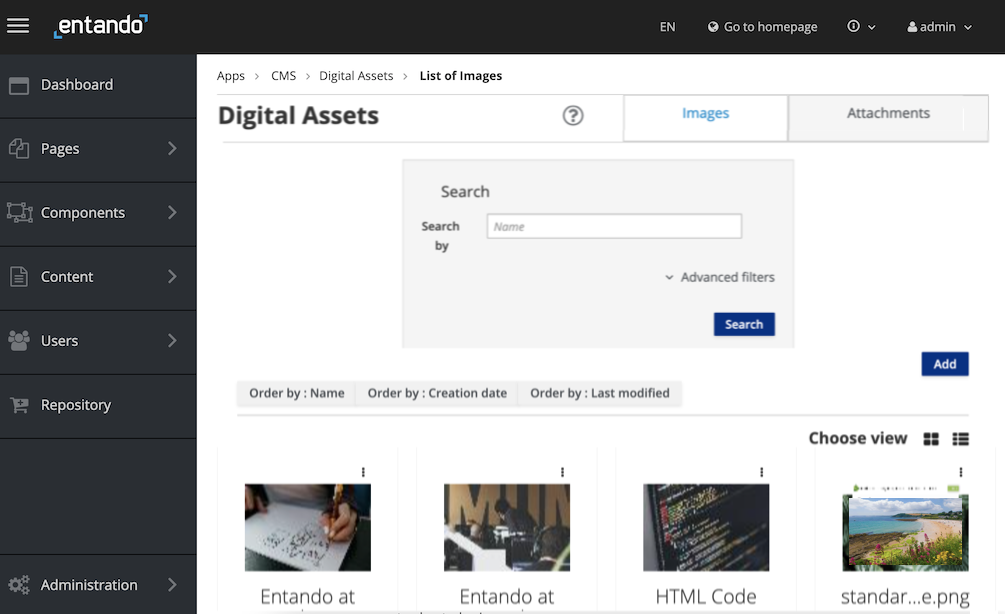 entando
EN
Go to homepage
admin
Dashboard
Pages
Components
Content
Users
Repository
Administration
Apps > CMS > Digital Assets > List of Images
Digital Assets
?
Images
Attachments
Search
Search
by
Name
Advanced filters
Search
Add
Order by : Name
Order by : Creation date
Order by : Last modified
Choose view
Entando at
Entando at
HTML Code
standar...e.png